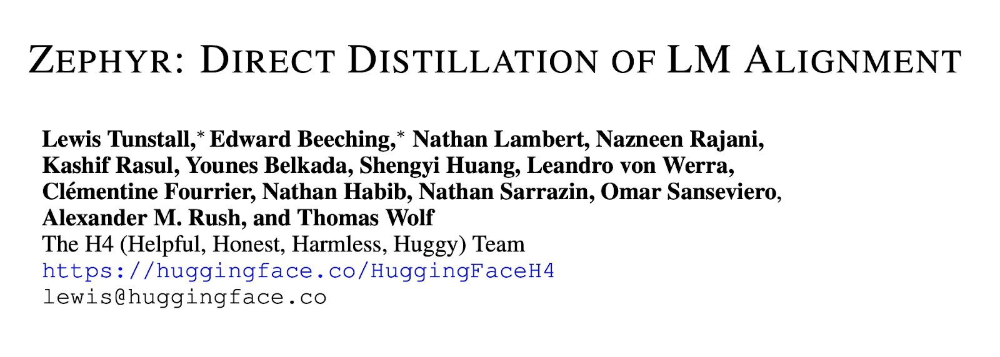 ZEPHYR: DIRECT DISTILLATION OF LM ALIGNMENT
Lewis Tunstall,* Edward Beeching,* Nathan Lambert, Nazneen Rajani,
Kashif Rasul, Younes Belkada, Shengyi Huang, Leandro von Werra,
Clémentine Fourrier, Nathan Habib, Nathan Sarrazin, Omar Sanseviero,
Alexander M. Rush, and Thomas Wolf
The H4 (Helpful, Honest, Harmless, Huggy) Team
https://huggingface.co/HuggingFaceH4
lewis@huggingface.co